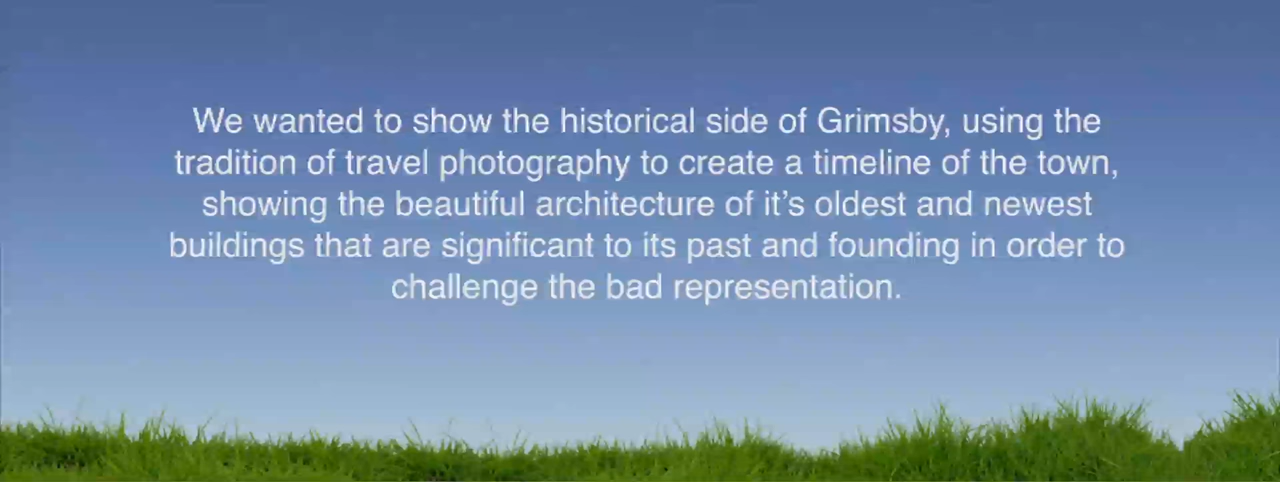 We wanted to show the historical side of Grimsby, using the
tradition of travel photography to create a timeline of the town,
showing the beautiful architecture of it’s oldest and newest
buildings that are significant to its past and founding in order to
challenge the bad representation.